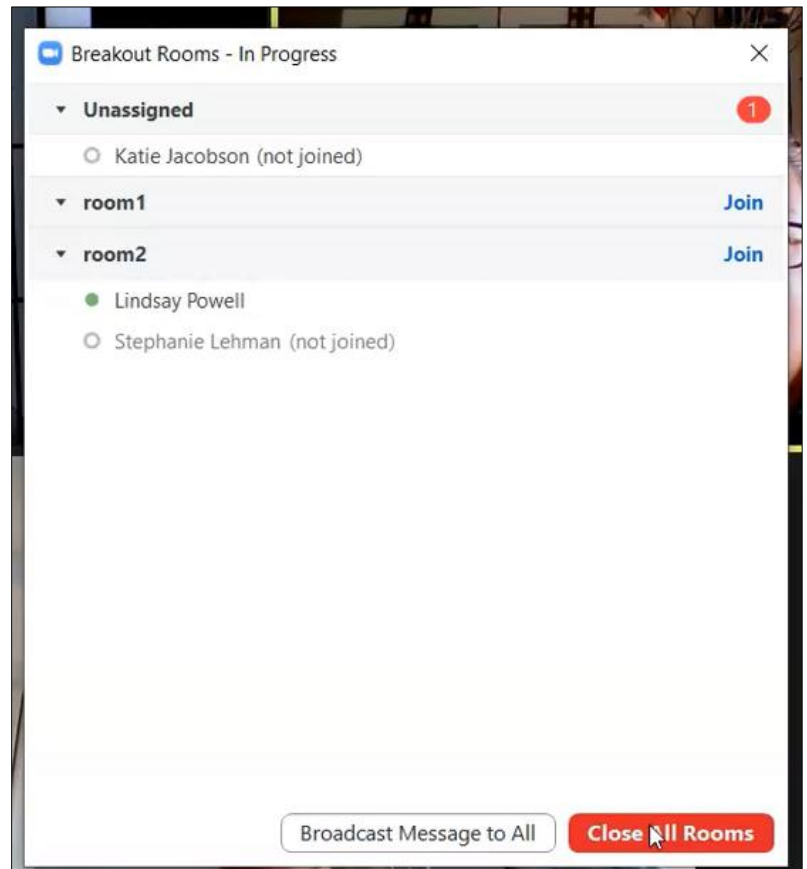 Breakout Rooms - In Progress
Unassigned 1
Katie Jacobson (not joined)
room1 Join
room2 Join
Lindsay Powell
Stephanie Lehman (not joined)
Broadcast Message to All Close All Rooms